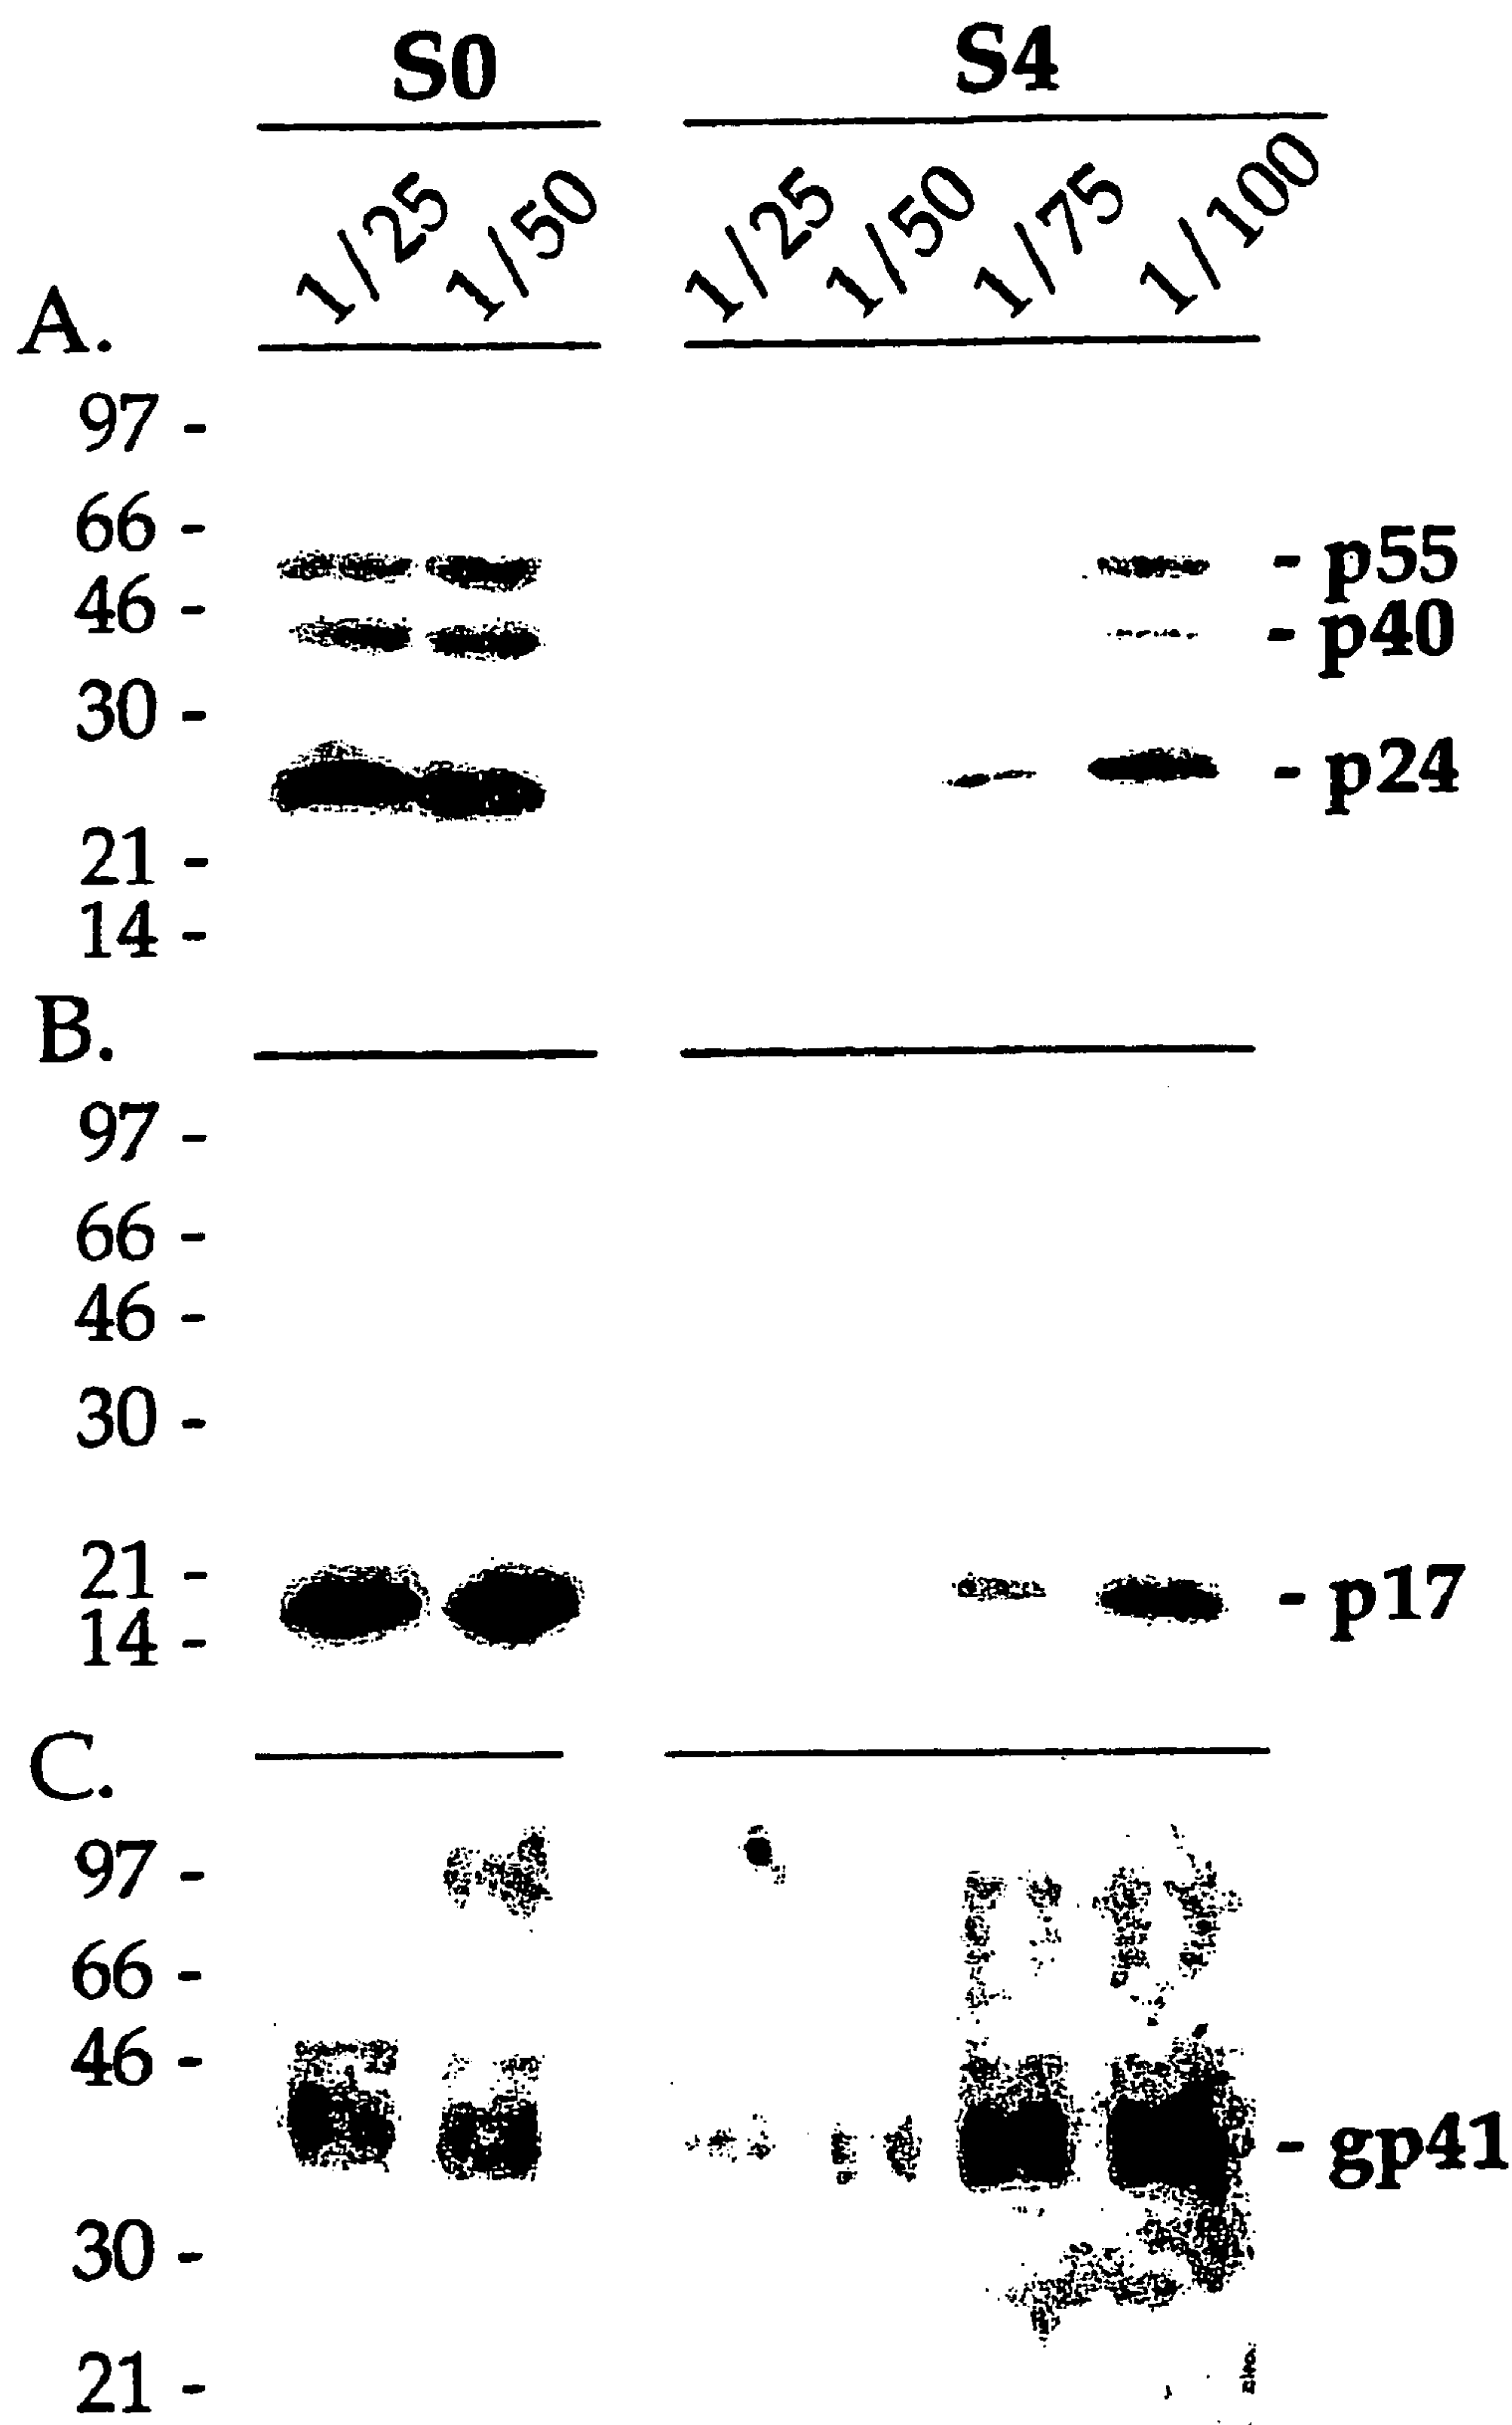 S0 S4
1/25 1/50 1/25 1/50 1/75 1/100
A.
97 -
66 -
- p55
46 -
- p40
30 -
- p24
21 -
14 -
B.
97 -
66 -
46 -
30 -
21 -
- p17
14 -
C.
97 -
66 -
46 -
- gp41
30 -
21 -